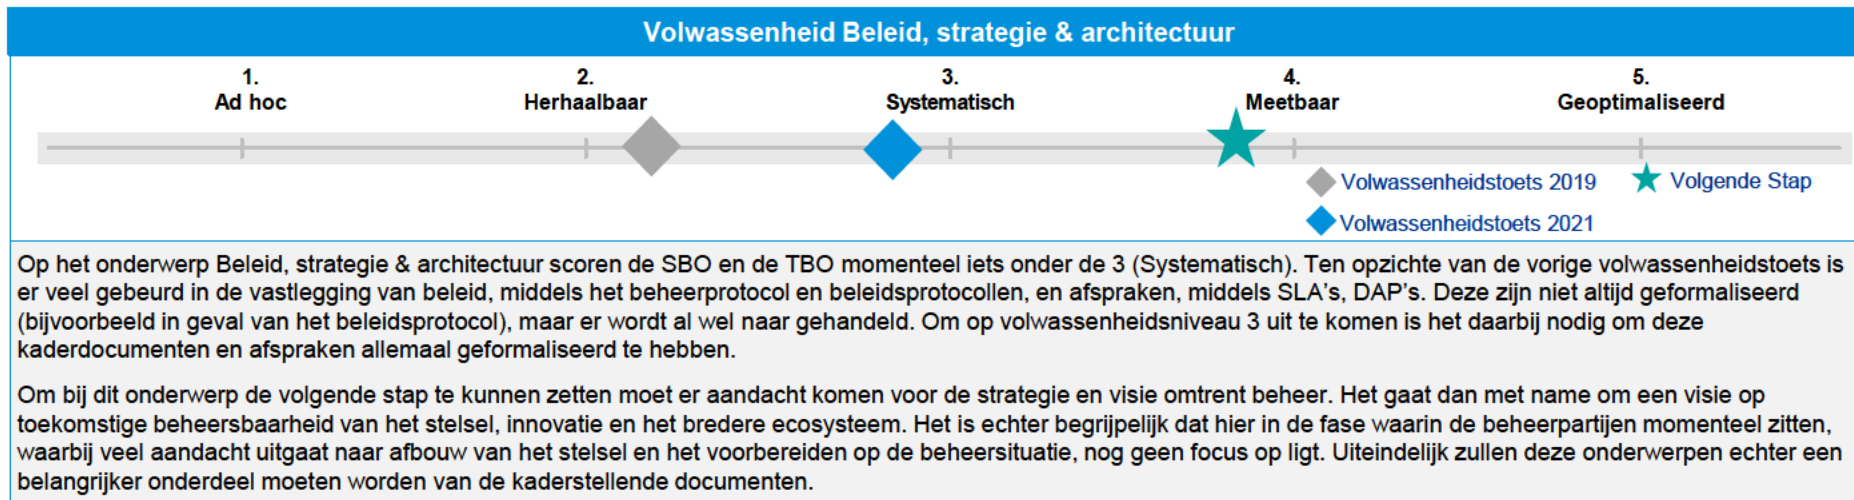 Volwassenheid Beleid, strategie & architectuur
1.
Ad hoc
2.
Herhaalbaar
3.
Systematisch
4.
Meetbaar
5.
Geoptimaliseerd
Volwassenheidstoets 2019
Volgende Stap
Volwassenheidstoets 2021
Op het onderwerp Beleid, strategie & architectuur scoren de SBO en de TBO momenteel iets onder de 3 (Systematisch). Ten opzichte van de vorige volwassenheidstoets is
er veel gebeurd in de vastlegging van beleid, middels het beheerprotocol en beleidsprotocollen, en afspraken, middels SLA's, DAP's. Deze zijn niet altijd geformaliseerd
(bijvoorbeeld in geval van het beleidsprotocol), maar er wordt al wel naar gehandeld. Om op volwassenheidsniveau 3 uit te komen is het daarbij nodig om deze
kaderdocumenten en afspraken allemaal geformaliseerd te hebben.
Om bij dit onderwerp de volgende stap te kunnen zetten moet er aandacht komen voor de strategie en visie omtrent beheer. Het gaat dan met name om een visie op
toekomstige beheersbaarheid van het stelsel, innovatie en het bredere ecosysteem. Het is echter begrijpelijk dat hier in de fase waarin de beheerpartijen momenteel zitten,
waarbij veel aandacht uitgaat naar afbouw van het stelsel en het voorbereiden op de beheersituatie, nog geen focus op ligt. Uiteindelijk zullen deze onderwerpen echter een
belangrijker onderdeel moeten worden van de kaderstellende documenten.